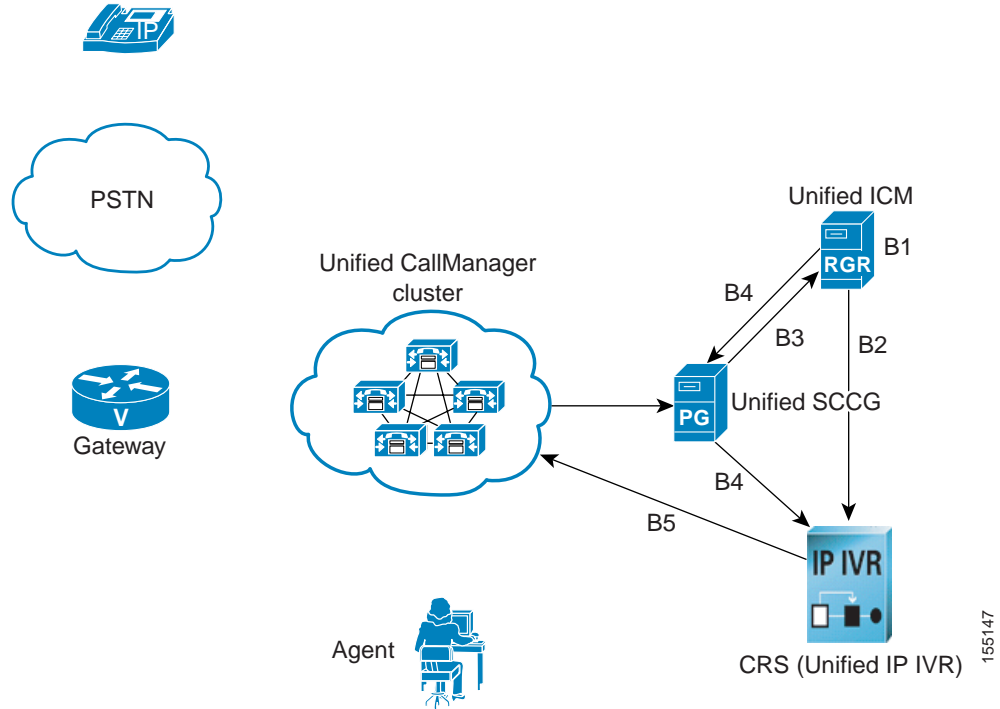 IP
PSTN
Unified ICM
RGR
B1
Unified CallManager
cluster
B4
B3
B2
V
Gateway
PG
Unified SCCG
B4
B5
IP IVR
Agent
CRS (Unified IP IVR)
155147